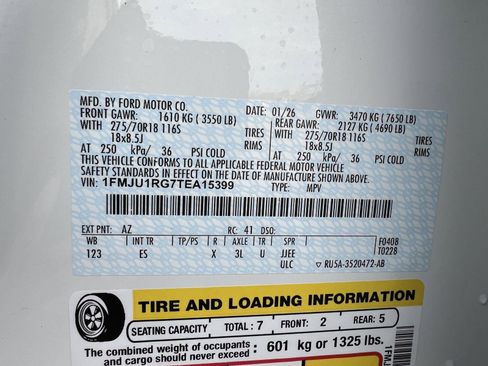 MFD. BY FORD MOTOR CO.
DATE: 01/26 GVWR: 3470 KG ( 7650 LB)
FRONT GAWR: 1610 KG ( 3550 LB) REAR GAWR: 2127 KG ( 4690 LB)
WITH 275/70R18 116S TIRES WITH 275/70R18 116S TIRES
18x8.5J RIMS 18x8.5J RIMS
AT 250 kPa/ 36 PSI COLD AT 250 kPa/ 36 PSI COLD
THIS VEHICLE CONFORMS TO ALL APPLICABLE FEDERAL MOTOR VEHICLE
SAFETY STANDARDS IN EFFECT ON THE DATE OF MANUFACTURE SHOWN ABOVE.
VIN: 1FMJU1RG7TEA15399 TYPE: MPV
EXT PNT: AZ RC: 41 DSO: F0408
WB INT TR TP/PS R AXLE TR SPR T0228
123 ES X 3L U JJEE
ULC ▽ RU5A-3520472-AB
TIRE AND LOADING INFORMATION
SEATING CAPACITY TOTAL : 7 FRONT: 2 REAR: 5
The combined weight of occupants
and cargo should never exceed: 601 kg or 1325 lbs.
1FMJ